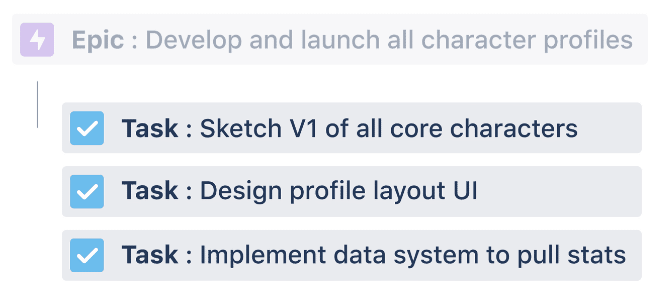 Epic : Develop and launch all character profiles
Task : Sketch V1 of all core characters
Task : Design profile layout UI
Task : Implement data system to pull stats